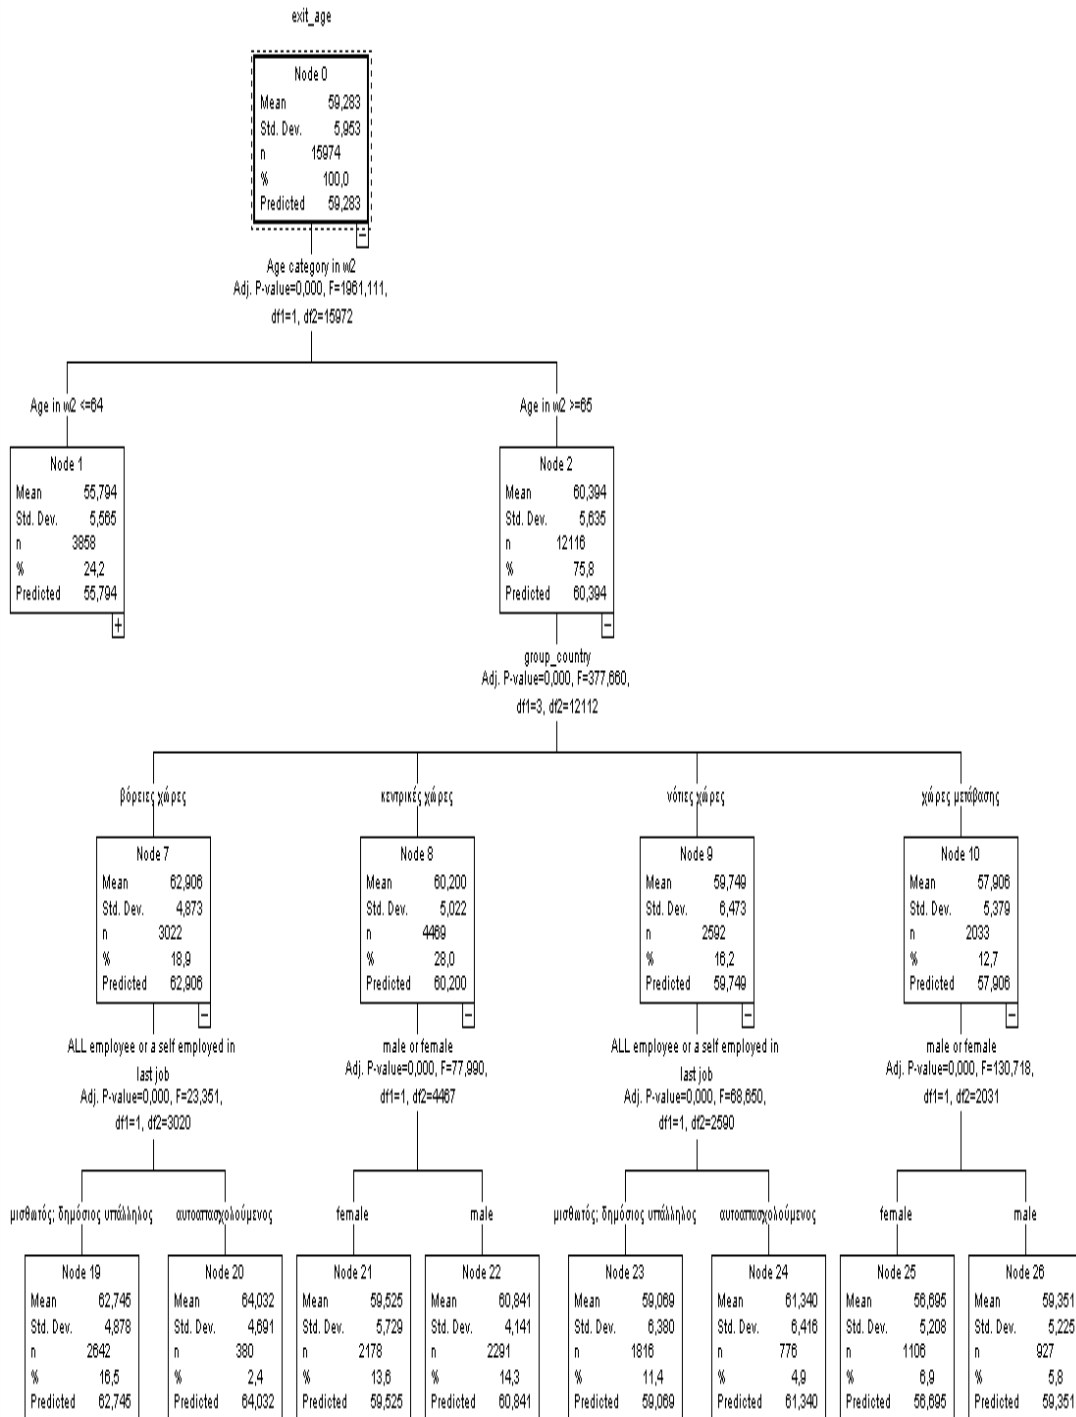 exit_age
Node 0
Mean 59,283
Std. Dev. 5,953
n 15974
% 100,0
Predicted 59,283
Age category in w2
Adj. P-value=0,000, F=1961,111,
df1=1, df2=15972
Age in w2 <=64
Age in w2 >=65
Node 1
Mean 55,794
Std. Dev. 5,565
n 3858
% 24,2
Predicted 55,794
Node 2
Mean 60,394
Std. Dev. 5,635
n 12116
% 75,8
Predicted 60,394
group_country
Adj. P-value=0,000, F=377,660,
df1=3, df2=12112
βόρειες χώρες
κεντρικές χώρες
νότιες χώρες
χώρες μετάβασης
Node 7
Mean 62,906
Std. Dev. 4,873
n 3022
% 18,9
Predicted 62,906
Node 8
Mean 60,200
Std. Dev. 5,022
n 4469
% 28,0
Predicted 60,200
Node 9
Mean 59,749
Std. Dev. 6,473
n 2592
% 16,2
Predicted 59,749
Node 10
Mean 57,906
Std. Dev. 5,379
n 2033
% 12,7
Predicted 57,906
ALL employee or a self employed in
last job
Adj. P-value=0,000, F=23,351,
df1=1, df2=3020
male or female
Adj. P-value=0,000, F=77,990,
df1=1, df2=4467
ALL employee or a self employed in
last job
Adj. P-value=0,000, F=68,650,
df1=1, df2=2590
male or female
Adj. P-value=0,000, F=130,718,
df1=1, df2=2031
μισθωτός; δημόσιος υπάλληλος
αυτοαπασχολούμενος
female
male
μισθωτός; δημόσιος υπάλληλος
αυτοαπασχολούμενος
female
male
Node 19
Mean 62,745
Std. Dev. 4,878
n 2642
% 16,5
Predicted 62,745
Node 20
Mean 64,032
Std. Dev. 4,691
n 380
% 2,4
Predicted 64,032
Node 21
Mean 59,525
Std. Dev. 5,729
n 2178
% 13,6
Predicted 59,525
Node 22
Mean 60,841
Std. Dev. 4,141
n 2291
% 14,3
Predicted 60,841
Node 23
Mean 59,069
Std. Dev. 6,380
n 1816
% 11,4
Predicted 59,069
Node 24
Mean 61,340
Std. Dev. 6,416
n 776
% 4,9
Predicted 61,340
Node 25
Mean 56,695
Std. Dev. 5,208
n 1106
% 6,9
Predicted 56,695
Node 26
Mean 59,351
Std. Dev. 5,225
n 927
% 5,8
Predicted 59,351